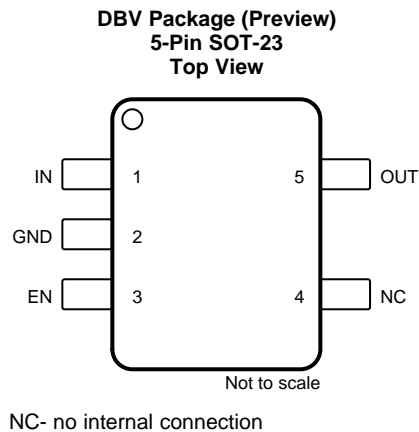 DBV Package (Preview)
5-Pin SOT-23
Top View
IN 1 5 OUT
GND 2
EN 3 4 NC
Not to scale
NC- no internal connection